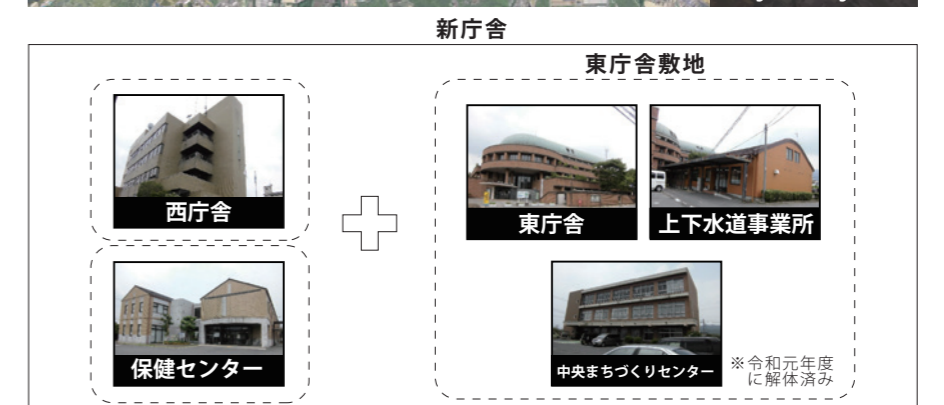 新庁舎
東庁舎敷地
西庁舎
東庁舎
上下水道事業所
保健センター
中央まちづくりセンター
※令和元年度
に解体済み